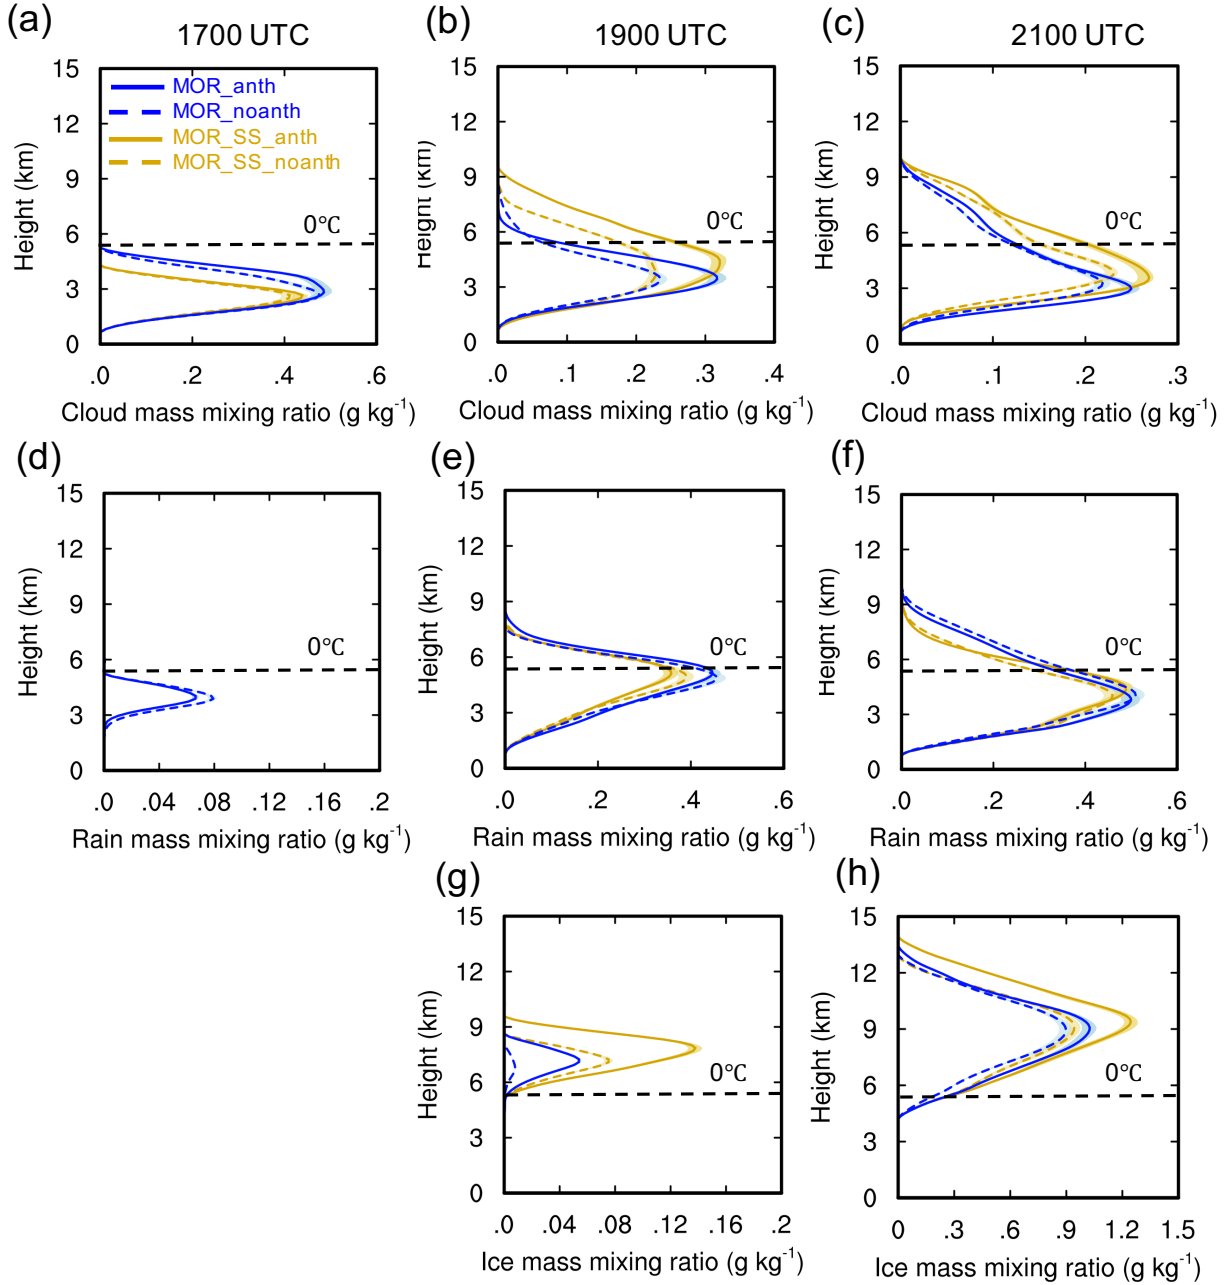 (a) 1700 UTC
(b) 1900 UTC
(c) 2100 UTC
15
12
9
6
3
0
Height (km)
MOR_anth
MOR_noanth
MOR_SS_anth
MOR_SS_noanth
0°C
.0 .2 .4 .6
Cloud mass mixing ratio (g kg-1)
15
12
9
6
3
0
Height (km)
0°C
.0 .1 .2 .3 .4
Cloud mass mixing ratio (g kg-1)
15
12
9
6
3
0
Height (km)
0°C
.0 .1 .2 .3
Cloud mass mixing ratio (g kg-1)
(d)
15
12
9
6
3
0
Height (km)
0°C
.0 .08 .12 .16 .2
Rain mass mixing ratio (g kg-1)
(e)
15
12
9
6
3
0
Height (km)
0°C
.0 .2 .4 .6
Rain mass mixing ratio (g kg-1)
(f)
15
12
9
6
3
0
Height (km)
0°C
.0 .2 .4 .6
Rain mass mixing ratio (g kg-1)
(g)
15
12
9
6
3
0
Height (km)
0°C
.0 .04 .08 .12 .16 .2
Ice mass mixing ratio (g kg-1)
(h)
15
12
9
6
3
0
Height (km)
0°C
0 .3 .6 .9 1.2 1.5
Ice mass mixing ratio (g kg-1)